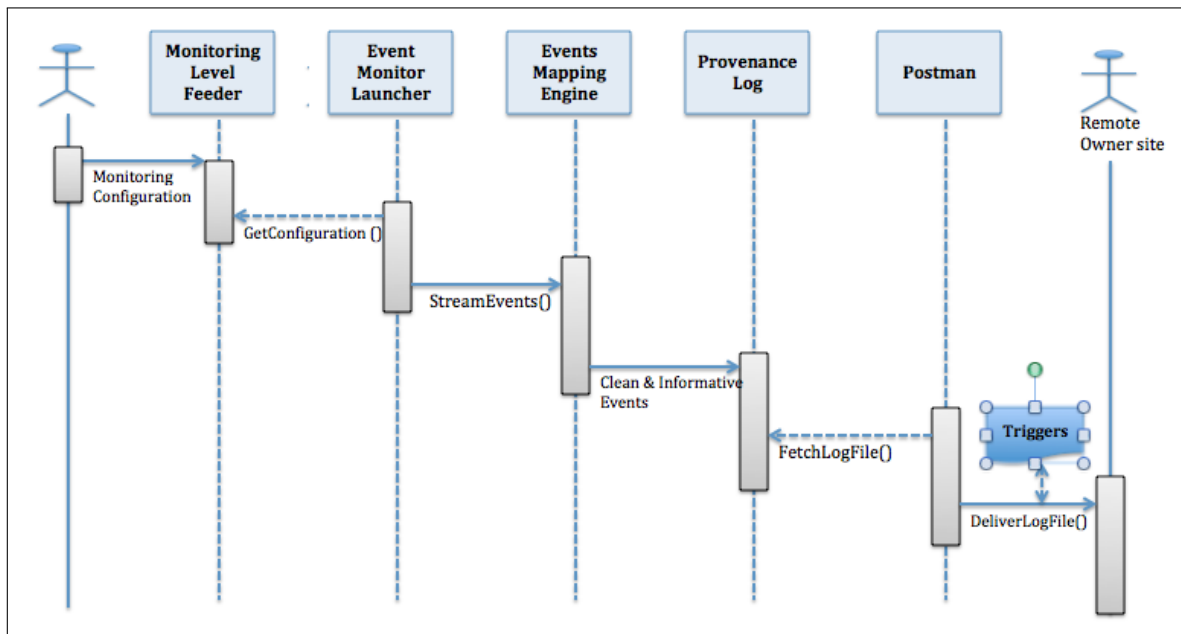 Monitoring
Level
Feeder
Event
Monitor
Launcher
Events
Mapping
Engine
Provenance
Log
Postman
Remote
Owner site
Monitoring
Configuration
GetConfiguration ()
StreamEvents()
Clean & Informative
Events
Triggers
FetchLogFile()
DeliverLogFile()